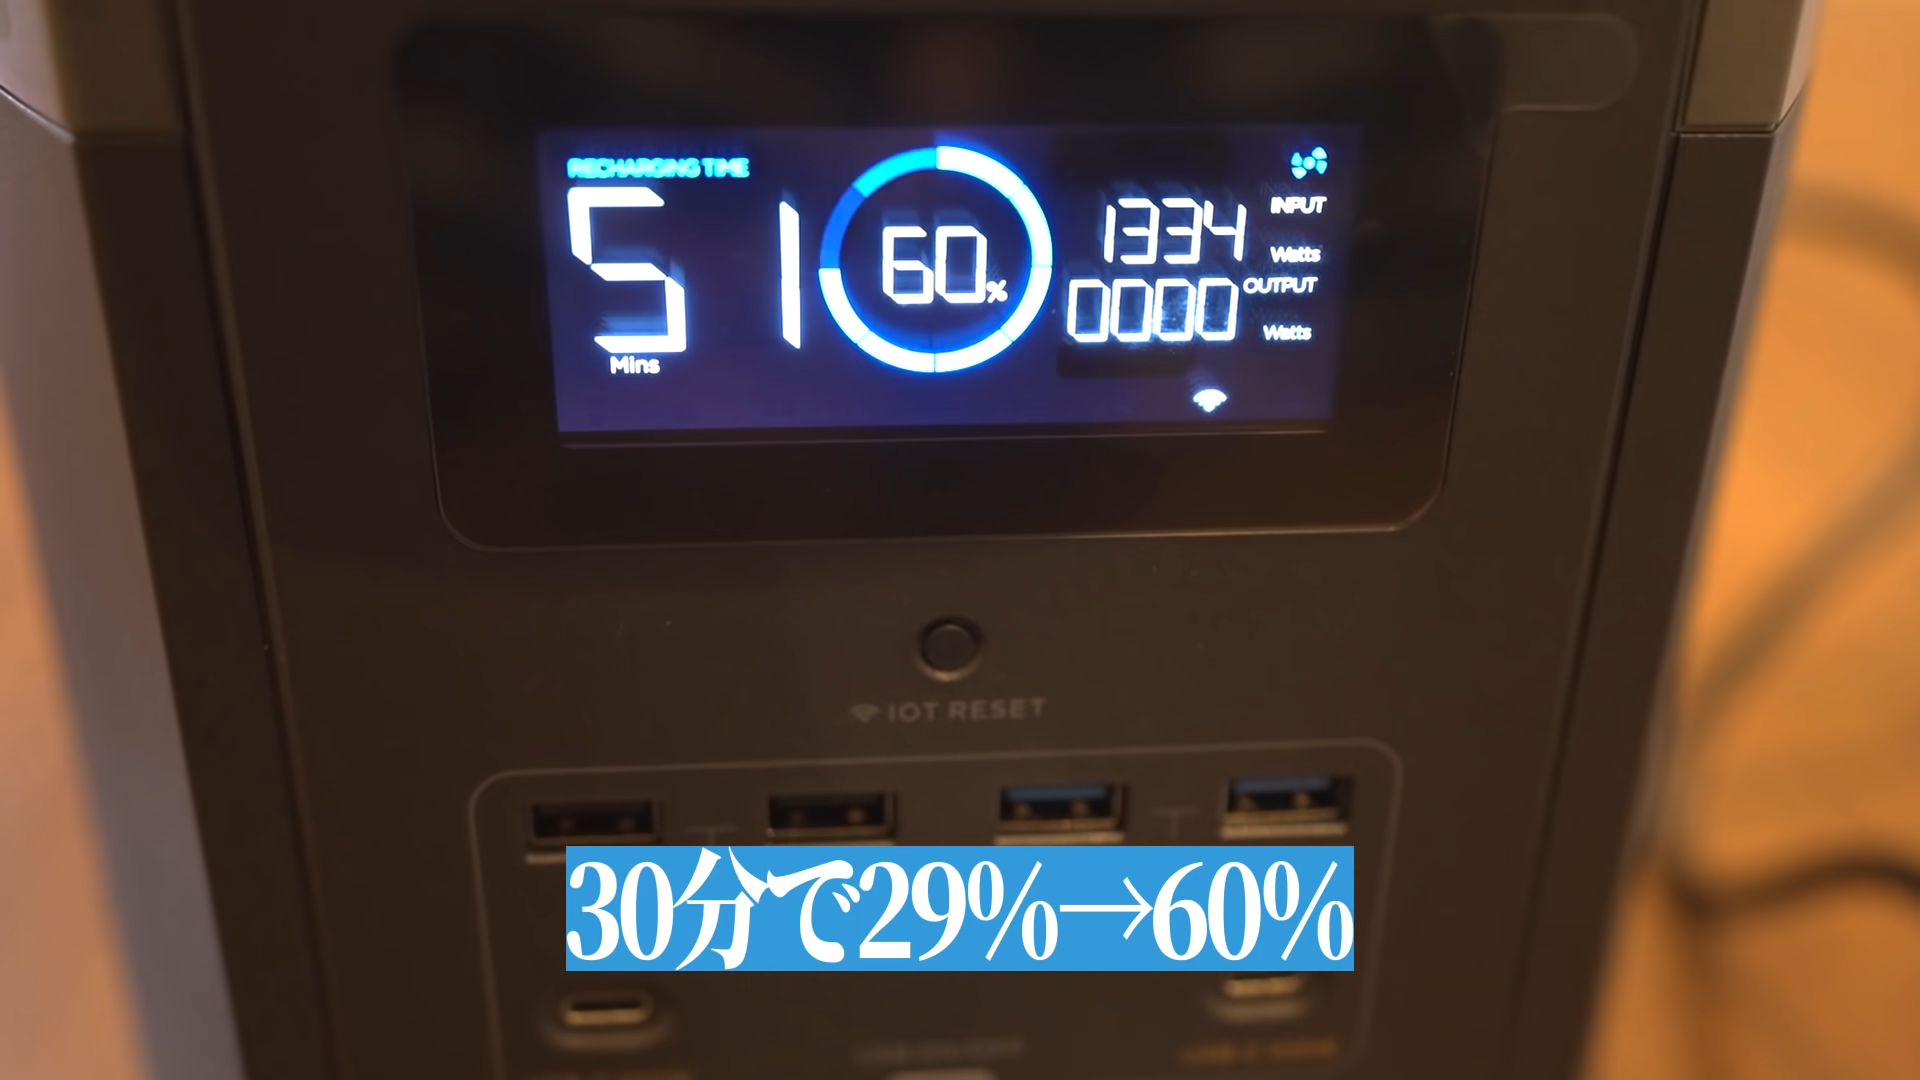 RECHARGING TIME
51
Mins
60%
1334
INPUT
Watts
0000
OUTPUT
Watts
IOT RESET
30分で29%→60%